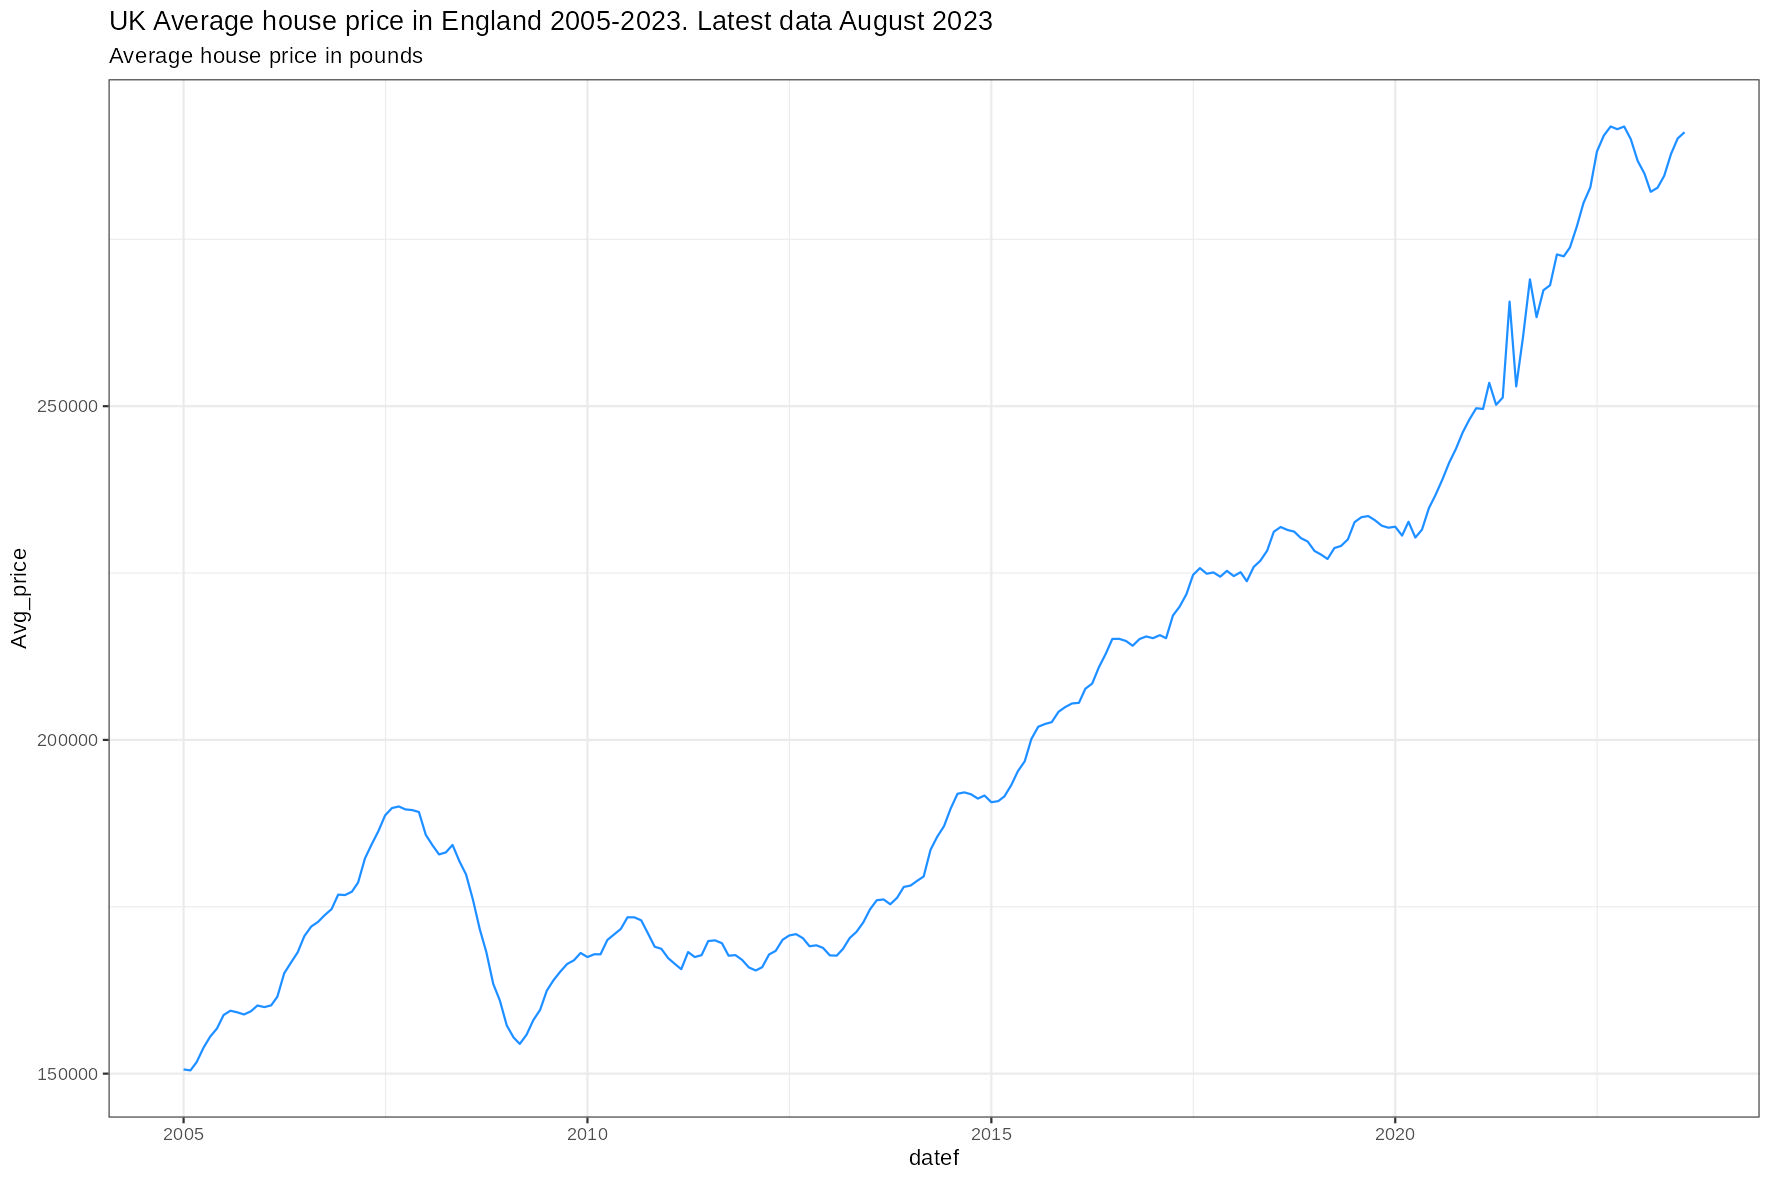 UK Average house price in England 2005-2023. Latest data August 2023
Average house price in pounds
Avg_price
250000
200000
150000
2005 2010 2015 2020
datef